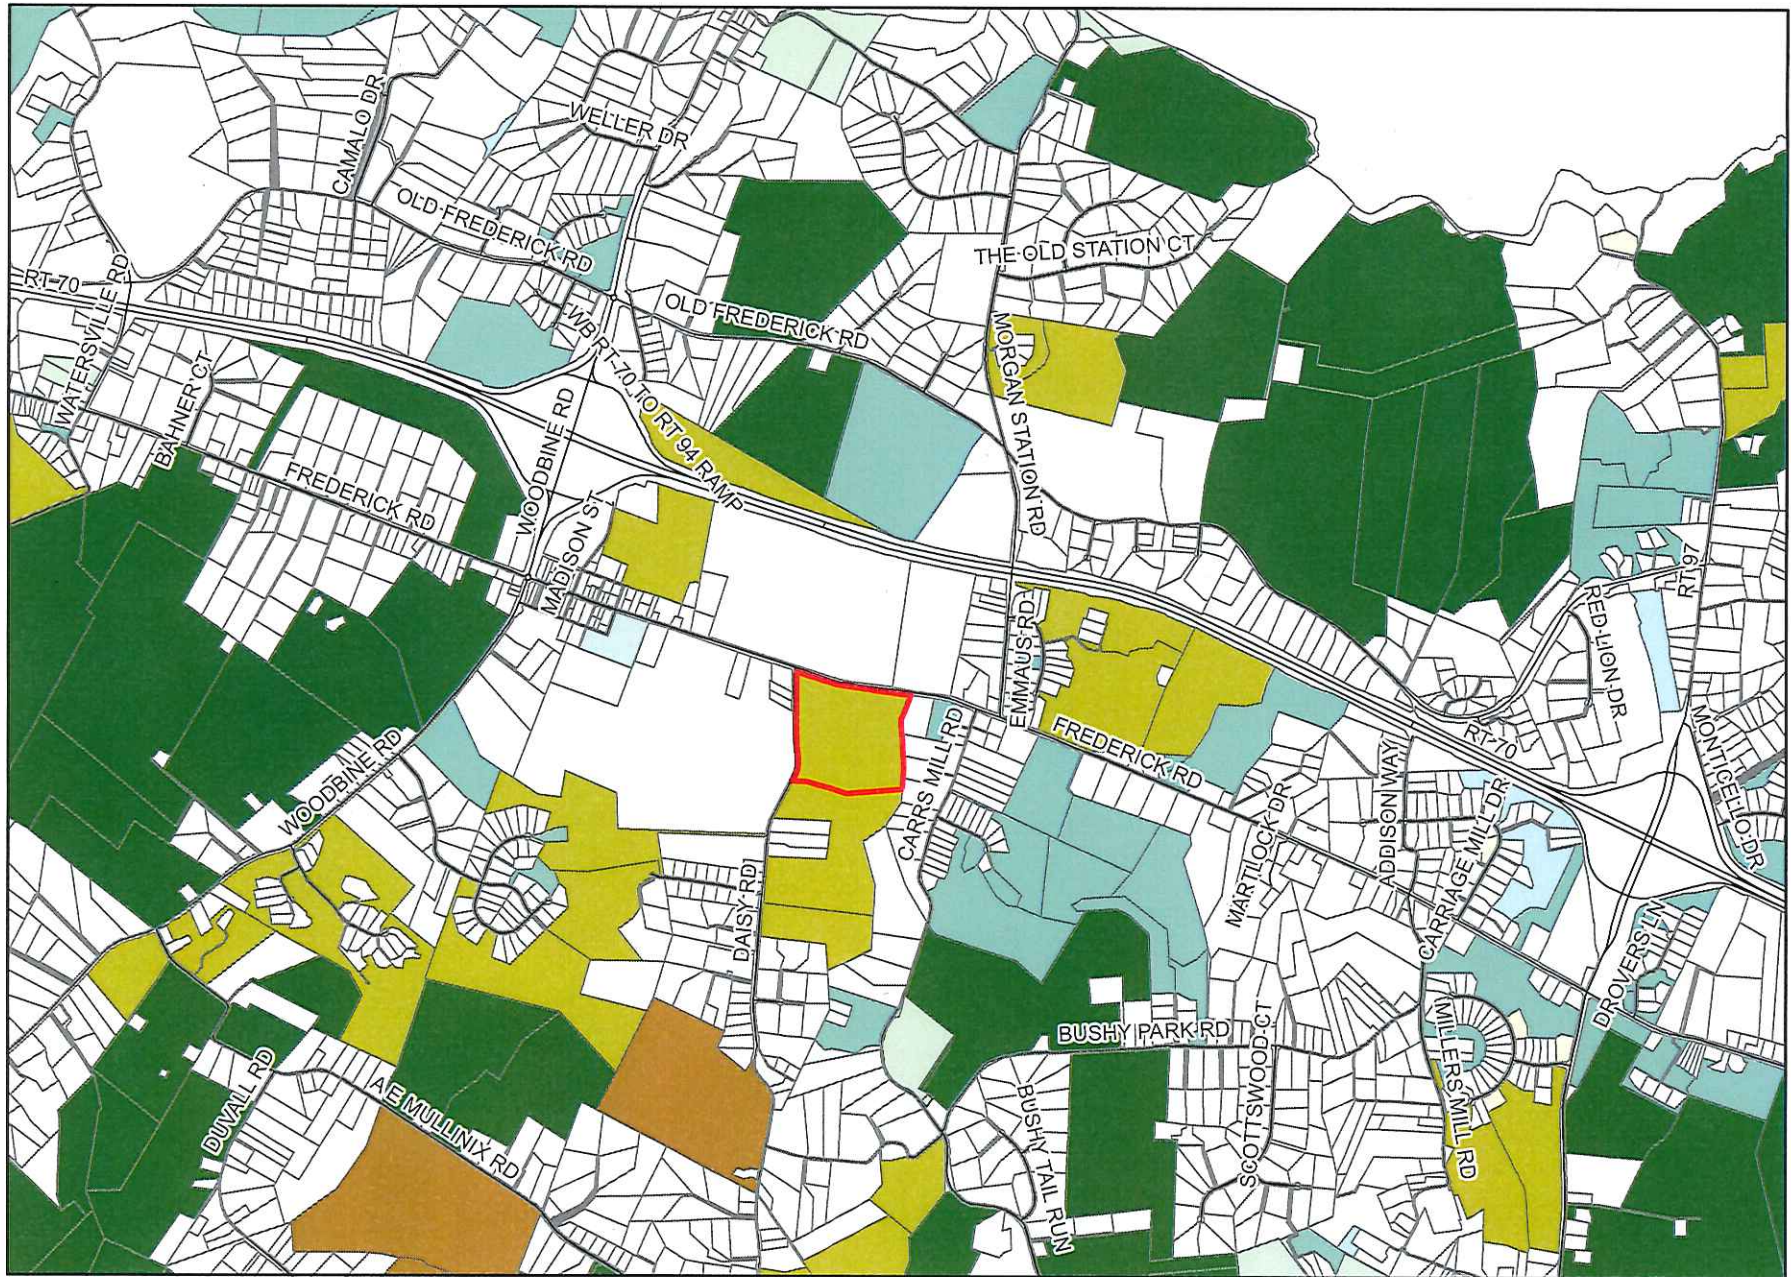 WELLER DR
CAMALO DR
OLD FREDERICK RD
THE OLD STATION CT
RT 70
WATERSVILLE RD
OLD FREDERICK RD
WB RT 70 TO RT 94 RAMP
MORGAN STATION RD
BAHNER CT
WOODBINE RD
FREDERICK RD
MADISON ST
RT 97
RED LION DR
EMMAUS RD
MONTICELLO DR
FREDERICK RD
RT 70
CARRS MILL RD
WOODBINE RD
ADDISON WAY
MARTLOCK DR
CARRIAGE MILL DR
DAISY RD
DROVERS LN
BUSHY PARK RD
SCOTTSWOOD CT
MILLERS MILL RD
DUVALL RD
A E MULLINIX RD
BUSHY TAIL RUN